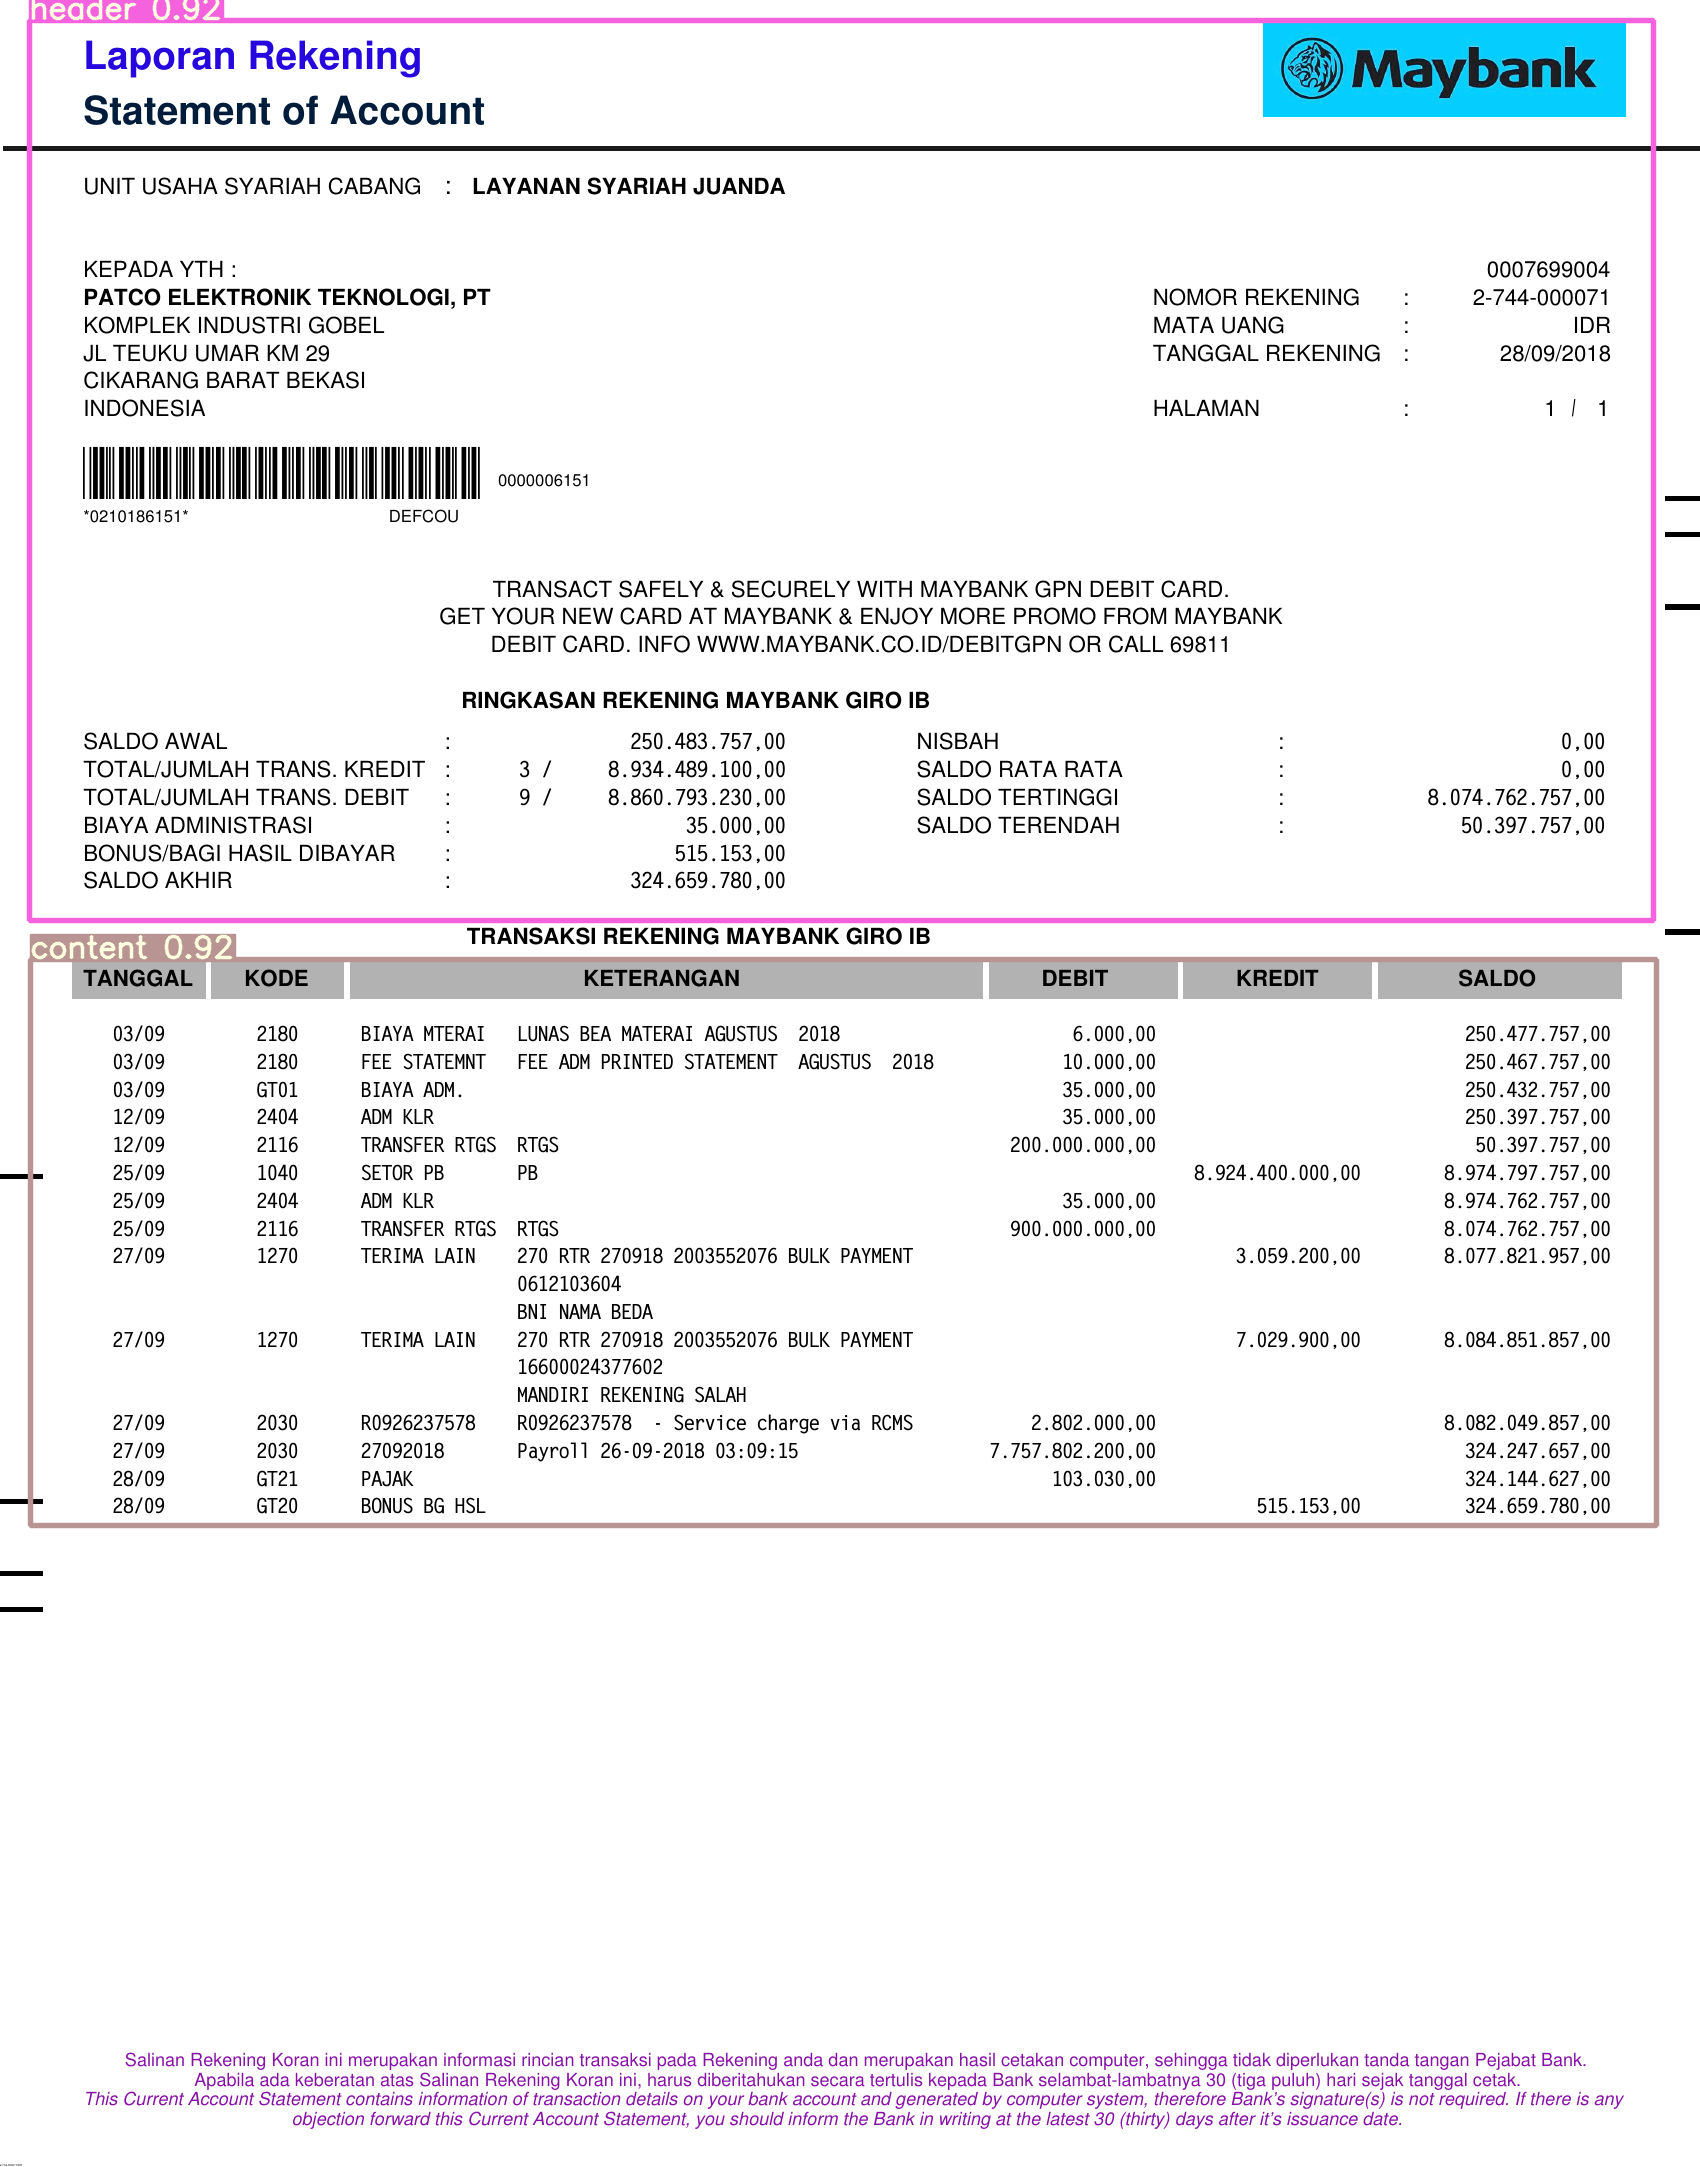 header 0.92
Laporan Rekening
Maybank
Statement of Account
UNIT USAHA SYARIAH CABANG : LAYANAN SYARIAH JUANDA
KEPADA YTH : 0007699004
PATCO ELEKTRONIK TEKNOLOGI, PT NOMOR REKENING : 2-744-000071
KOMPLEK INDUSTRI GOBEL MATA UANG : IDR
JL TEUKU UMAR KM 29 TANGGAL REKENING : 28/09/2018
CIKARANG BARAT BEKASI
INDONESIA HALAMAN : 1 / 1
0000006151
*0210186151* DEFCOU
TRANSACT SAFELY & SECURELY WITH MAYBANK GPN DEBIT CARD.
GET YOUR NEW CARD AT MAYBANK & ENJOY MORE PROMO FROM MAYBANK
DEBIT CARD. INFO WWW.MAYBANK.CO.ID/DEBITGPN OR CALL 69811
RINGKASAN REKENING MAYBANK GIRO IB
SALDO AWAL : 250.483.757,00 NISBAH : 0,00
TOTAL/JUMLAH TRANS. KREDIT : 3 / 8.934.489.100,00 SALDO RATA RATA : 0,00
TOTAL/JUMLAH TRANS. DEBIT : 9 / 8.860.793.230,00 SALDO TERTINGGI : 8.074.762.757,00
BIAYA ADMINISTRASI : 35.000,00 SALDO TERENDAH : 50.397.757,00
BONUS/BAGI HASIL DIBAYAR : 515.153,00
SALDO AKHIR : 324.659.780,00
content 0.92 TRANSAKSI REKENING MAYBANK GIRO IB
TANGGAL KODE KETERANGAN DEBIT KREDIT SALDO
03/09 2180 BIAYA MTERAI LUNAS BEA MATERAI AGUSTUS 2018 6.000,00 250.477.757,00
03/09 2180 FEE STATEMNT FEE ADM PRINTED STATEMENT AGUSTUS 2018 10.000,00 250.467.757,00
03/09 GT01 BIAYA ADM. 35.000,00 250.432.757,00
12/09 2404 ADM KLR 35.000,00 250.397.757,00
12/09 2116 TRANSFER RTGS RTGS 200.000.000,00 50.397.757,00
25/09 1040 SETOR PB PB 8.924.400.000,00 8.974.797.757,00
25/09 2404 ADM KLR 35.000,00 8.974.762.757,00
25/09 2116 TRANSFER RTGS RTGS 900.000.000,00 8.074.762.757,00
27/09 1270 TERIMA LAIN 270 RTR 270918 2003552076 BULK PAYMENT 3.059.200,00 8.077.821.957,00
0612103604
BNI NAMA BEDA
27/09 1270 TERIMA LAIN 270 RTR 270918 2003552076 BULK PAYMENT 7.029.900,00 8.084.851.857,00
16600024377602
MANDIRI REKENING SALAH
27/09 2030 R0926237578 R0926237578 - Service charge via RCMS 2.802.000,00 8.082.049.857,00
27/09 2030 27092018 Payroll 26-09-2018 03:09:15 7.757.802.200,00 324.247.657,00
28/09 GT21 PAJAK 103.030,00 324.144.627,00
28/09 GT20 BONUS BG HSL 515.153,00 324.659.780,00
Salinan Rekening Koran ini merupakan informasi rincian transaksi pada Rekening anda dan merupakan hasil cetakan computer, sehingga tidak diperlukan tanda tangan Pejabat Bank.
Apabila ada keberatan atas Salinan Rekening Koran ini, harus diberitahukan secara tertulis kepada Bank selambat-lambatnya 30 (tiga puluh) hari sejak tanggal cetak.
This Current Account Statement contains information of transaction details on your bank account and generated by computer system, therefore Bank's signature(s) is not required. If there is any
objection forward this Current Account Statement, you should inform the Bank in writing at the latest 30 (thirty) days after it's issuance date.